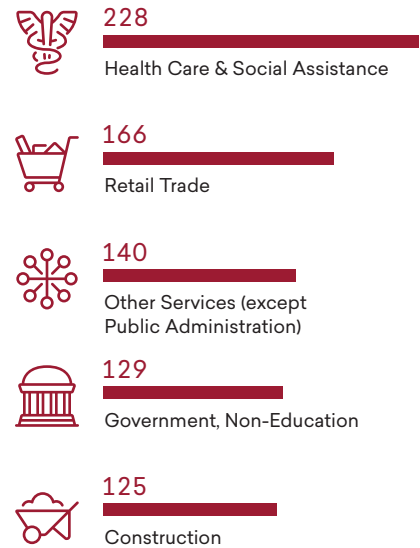 228
Health Care & Social Assistance
166
Retail Trade
140
Other Services (except
Public Administration)
129
Government, Non-Education
125
Construction